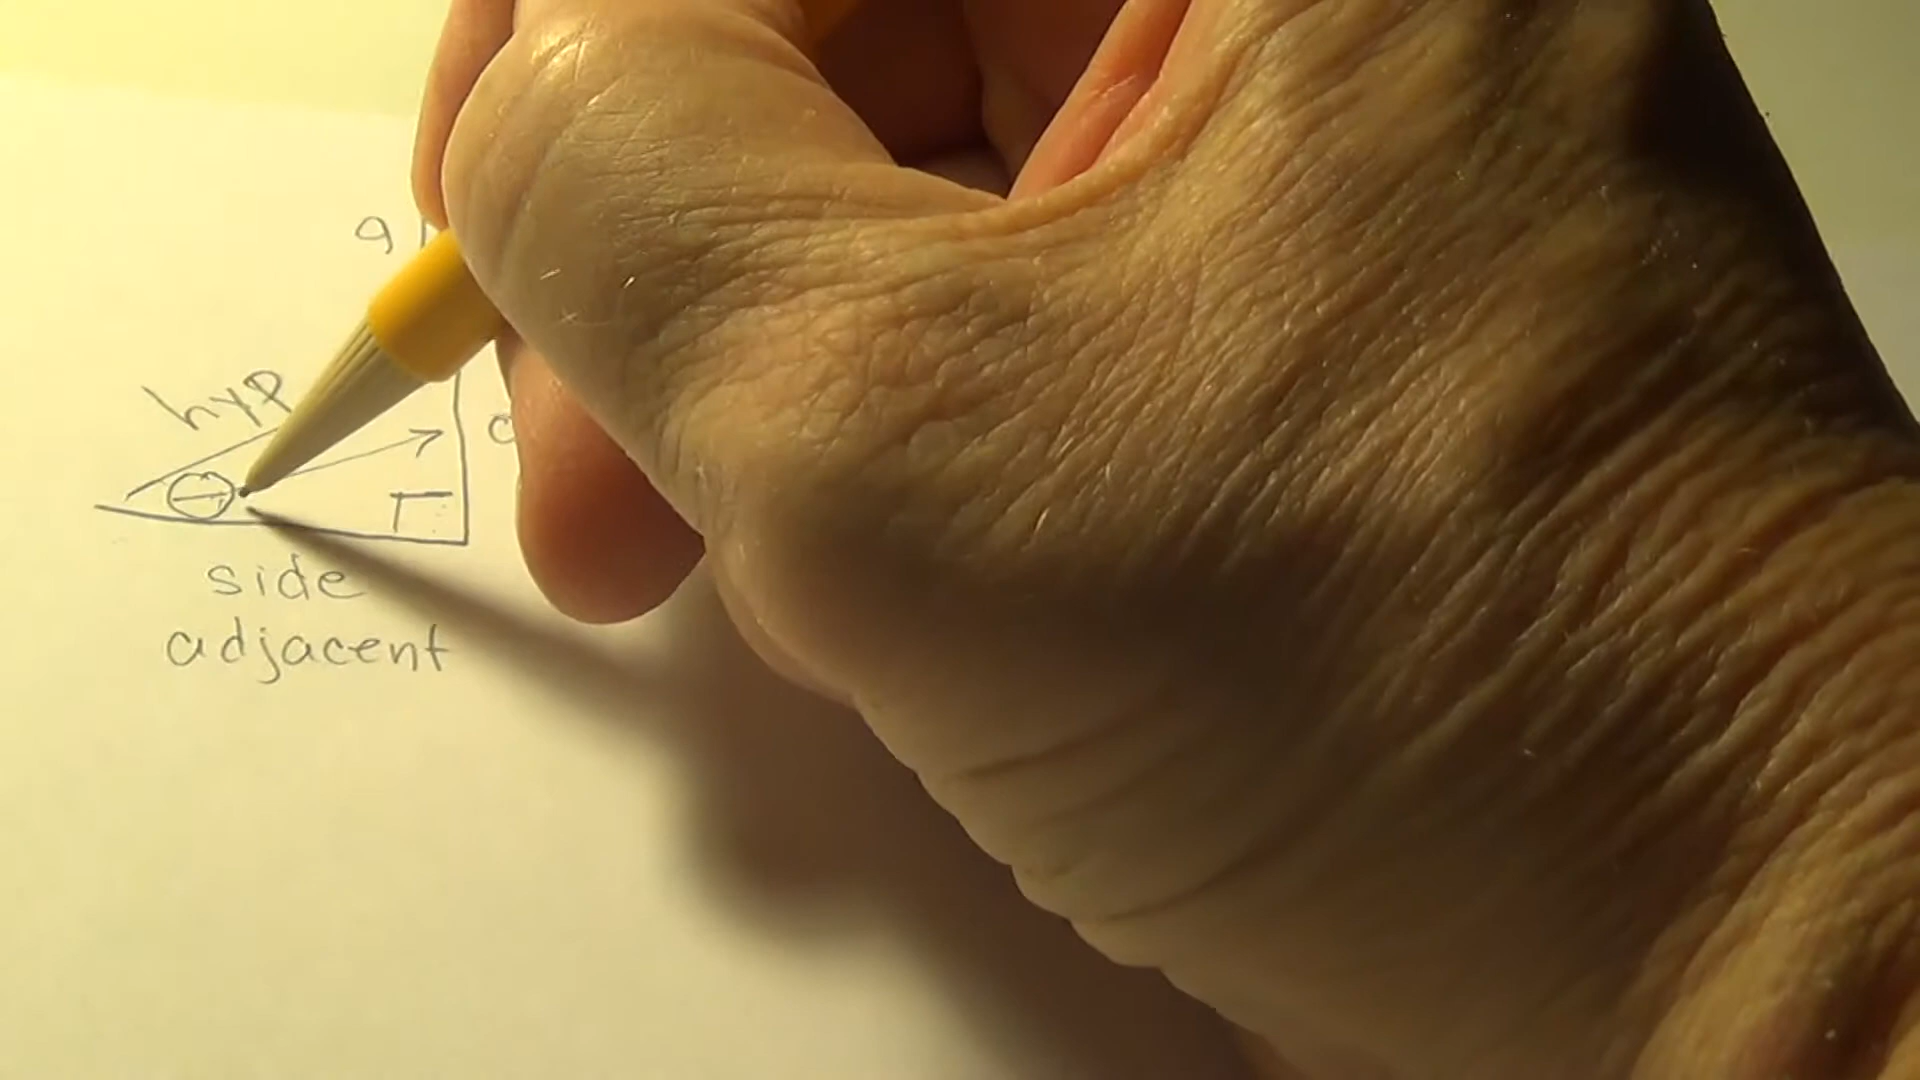 hyp
θ
side
adjacent